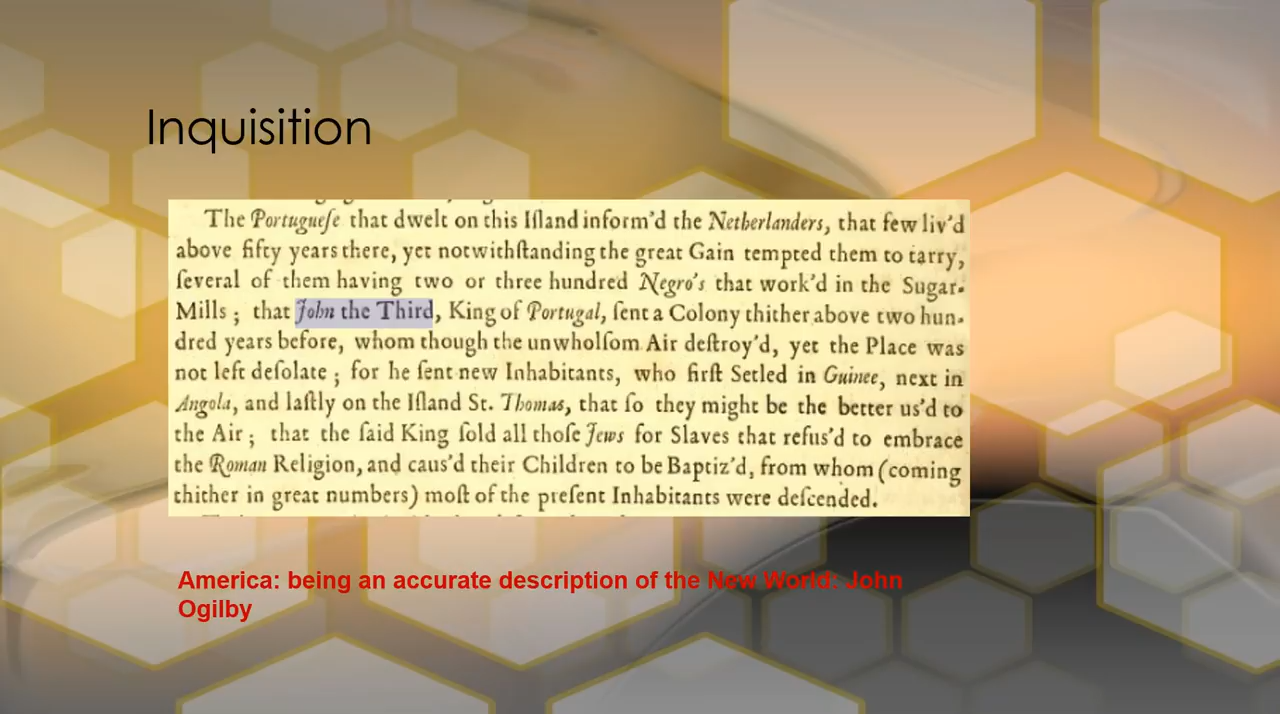 Inquisition
The Portugueſe that dwelt on this Iſland inform'd the Netherlanders, that few liv'd
above fifty years there, yet notwithſtanding the great Gain tempted them to tarry,
ſeveral of them having two or three hundred Negro's that work'd in the Sugar-
Mills ; that John the Third, King of Portugal, ſent a Colony thither above two hun-
dred years before, whom though the unwholſom Air deſtroy'd, yet the Place was
not left deſolate ; for he ſent new Inhabitants, who firſt Setled in Guinee, next in
Angola, and laſtly on the Iſland St. Thomas, that ſo they might be the better us'd to
the Air ; that the ſaid King ſold all thoſe Jews for Slaves that refus'd to embrace
the Roman Religion, and caus'd their Children to be Baptiz'd, from whom (coming
thither in great numbers) moſt of the preſent Inhabitants were deſcended.
America: being an accurate description of the New World: John
Ogilby